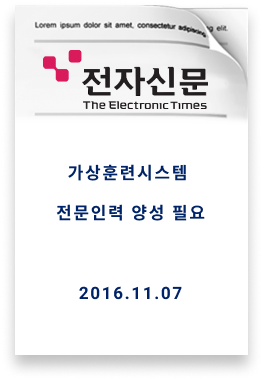 Lorem ipsum dolor sit amet, consectetur adipiscing elit.
전자신문
The Electronic Times
가상훈련시스템
전문인력 양성 필요
2016.11.07